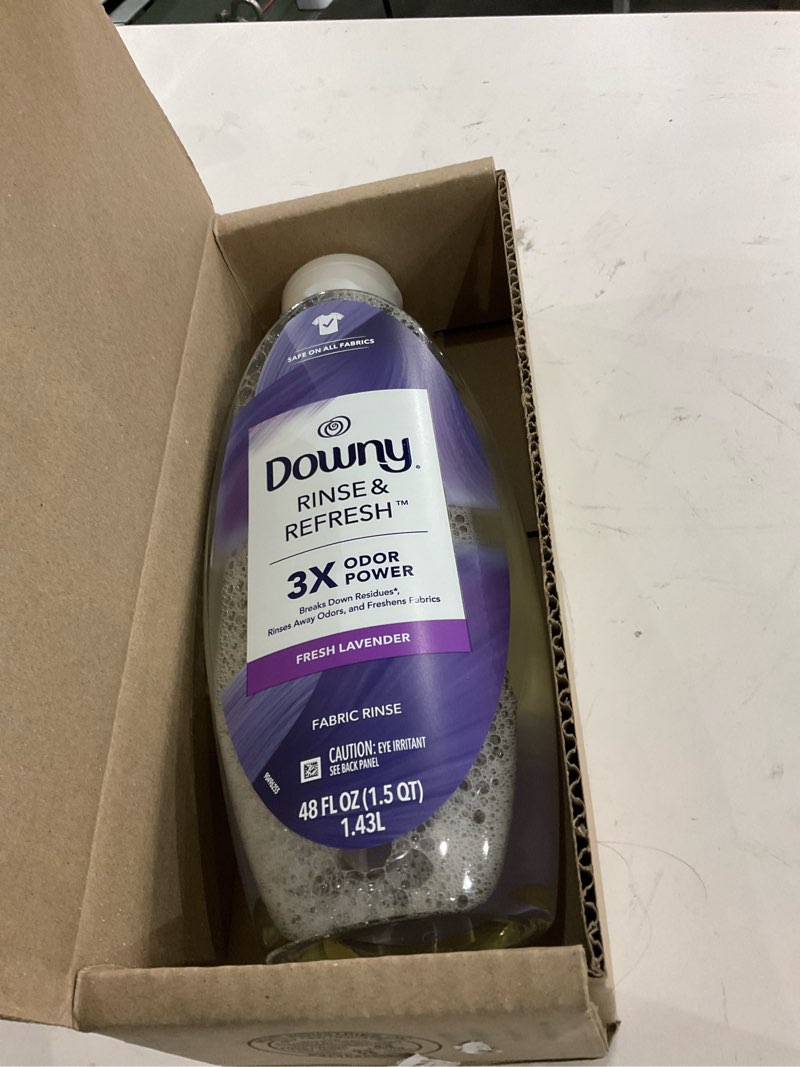 SAFE ON ALL FABRICS
Downy®
RINSE &
REFRESH™
3X ODOR
POWER
Breaks Down Residues*,
Rinses Away Odors, and Freshens Fabrics
FRESH LAVENDER
FABRIC RINSE
CAUTION: EYE IRRITANT
SEE BACK PANEL
48 FL OZ (1.5 QT)
1.43L